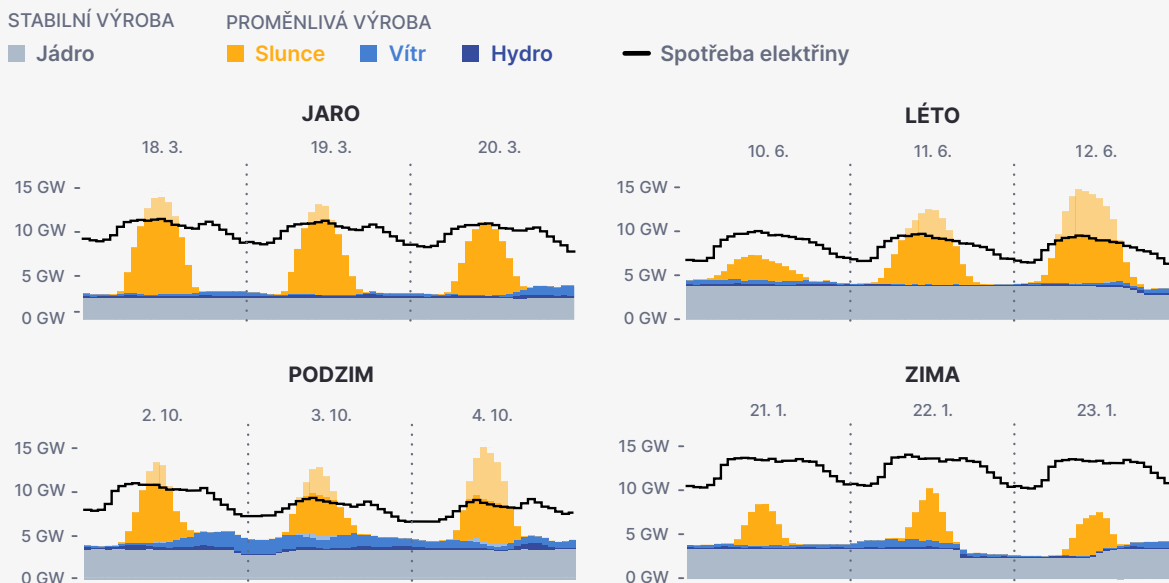 STABILNÍ VÝROBA
PROMĚNLIVÁ VÝROBA
Jádro
Slunce
Vítr
Hydro
Spotřeba elektřiny
JARO
18. 3.
19. 3.
20. 3.
15 GW
10 GW
5 GW
0 GW
LÉTO
10. 6.
11. 6.
12. 6.
15 GW
10 GW
5 GW
0 GW
PODZIM
2. 10.
3. 10.
4. 10.
15 GW
10 GW
5 GW
0 GW
ZIMA
21. 1.
22. 1.
23. 1.
15 GW
10 GW
5 GW
0 GW